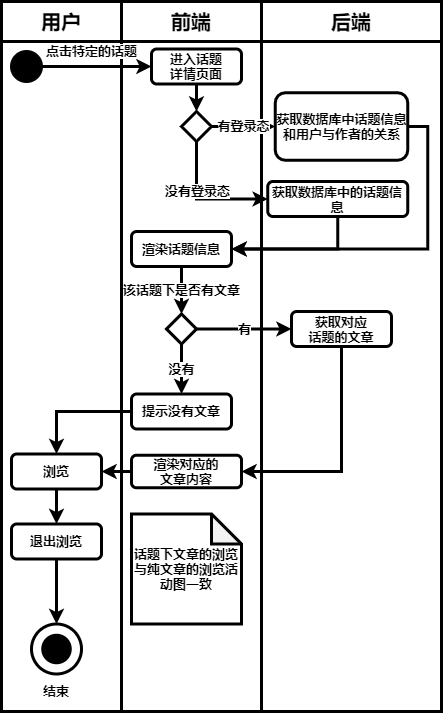 用户
前端
后端
点击特定的话题
进入话题
详情页面
有登录态
获取数据库中话题信息
和用户与作者的关系
没有登录态
获取数据库中的话题信
息
渲染话题信息
该话题下是否有文章
有
获取对应
话题的文章
没有
提示没有文章
浏览
渲染对应的
文章内容
退出浏览
话题下文章的浏览
与纯文章的浏览活
动图一致
结束